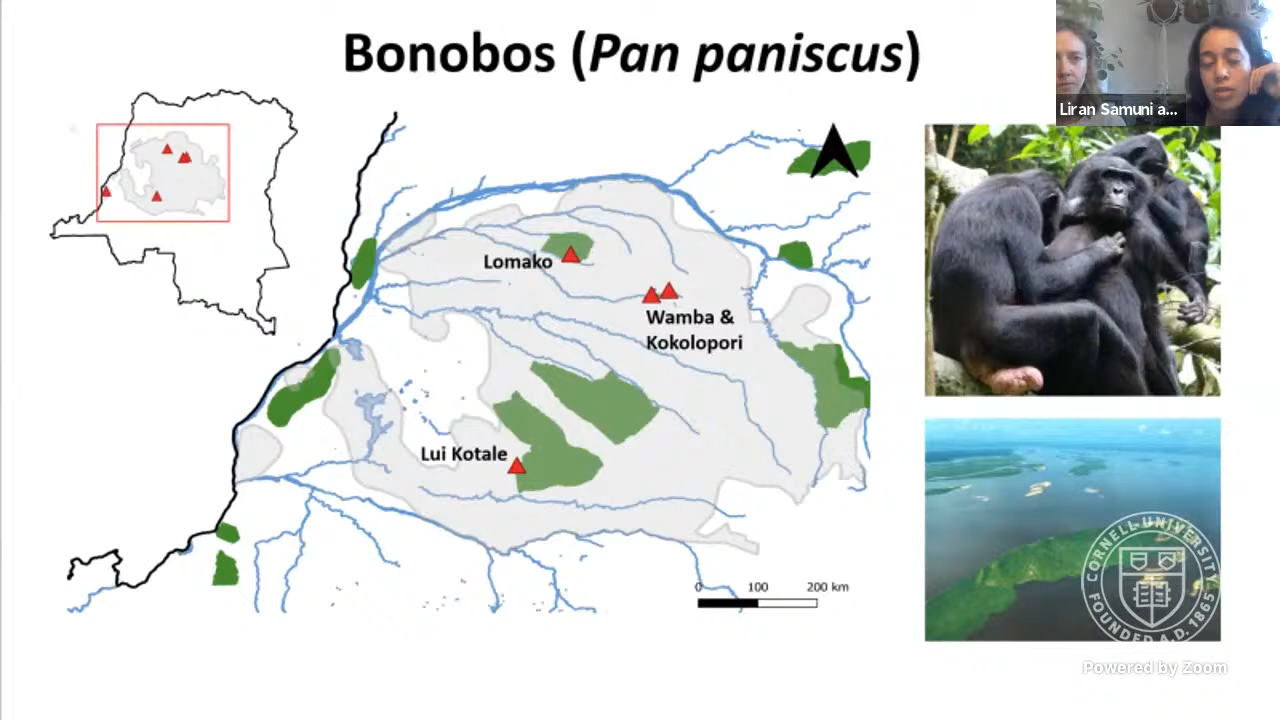 Bonobos (Pan paniscus)
Liran Samuni a...
Lomako
Wamba &
Kokolopori
Lui Kotale
0 100 200 km
CORNELL UNIVERSITY
FOUNDED A.D. 1865
Powered by Zoom